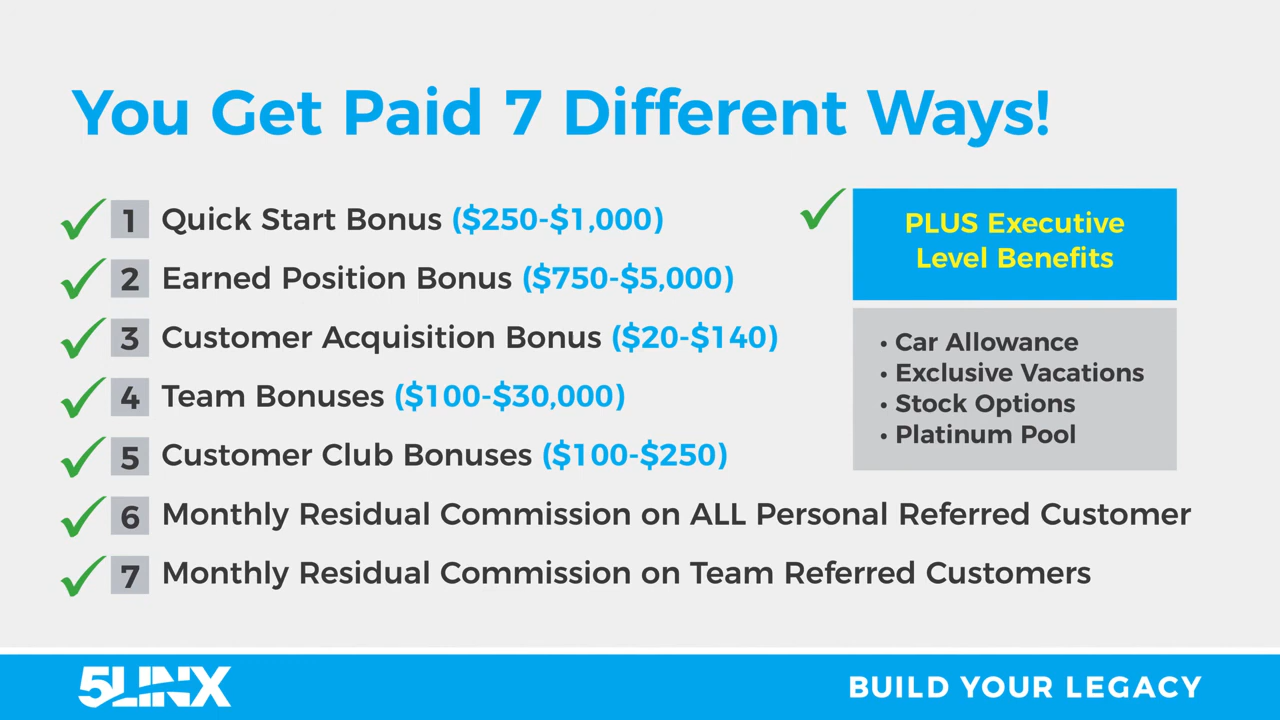 You Get Paid 7 Different Ways!
1 Quick Start Bonus ($250-$1,000)
2 Earned Position Bonus ($750-$5,000)
3 Customer Acquisition Bonus ($20-$140)
4 Team Bonuses ($100-$30,000)
5 Customer Club Bonuses ($100-$250)
6 Monthly Residual Commission on ALL Personal Referred Customer
7 Monthly Residual Commission on Team Referred Customers
PLUS Executive
Level Benefits
• Car Allowance
• Exclusive Vacations
• Stock Options
• Platinum Pool
5LINX
BUILD YOUR LEGACY